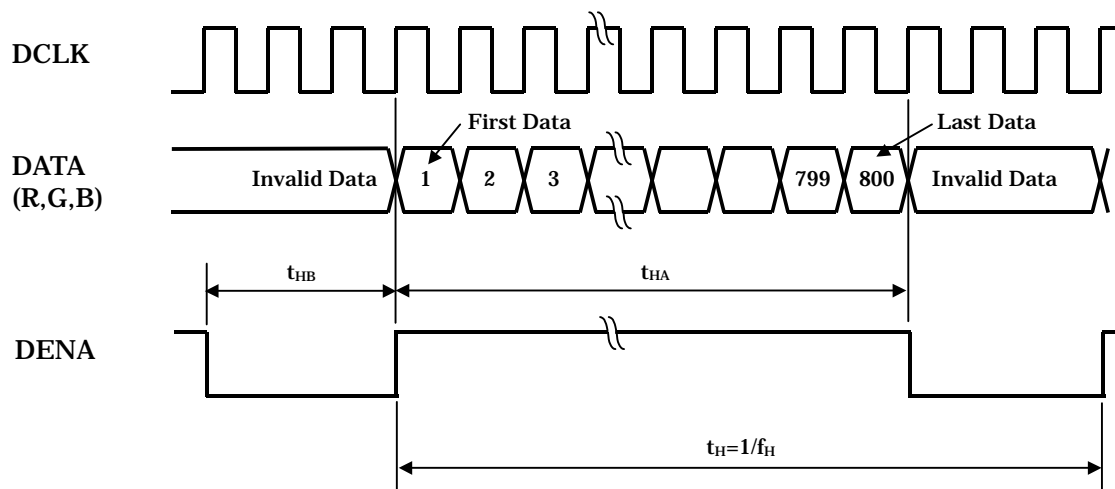 DCLK
First Data
Last Data
DATA
(R,G,B)
Invalid Data
1
2
3
799
800
Invalid Data
tHB
tHA
DENA
tH=1/fH